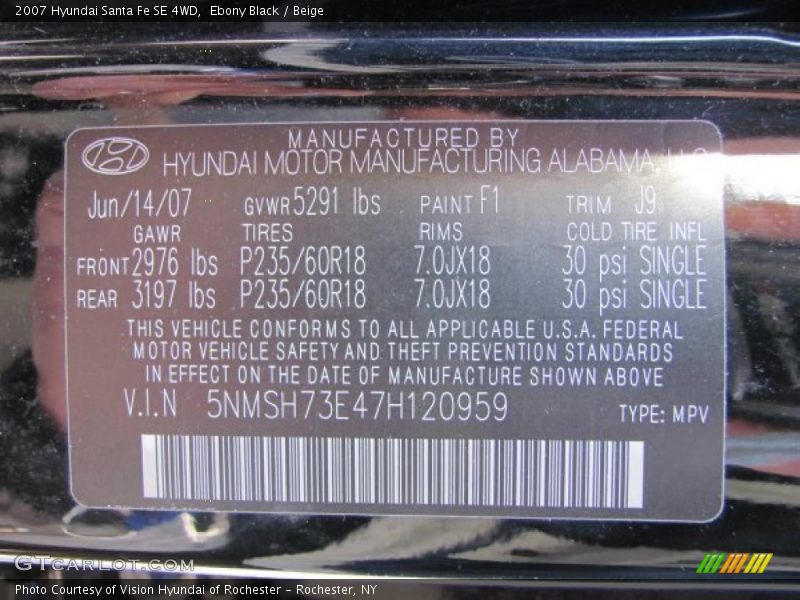 2007 Hyundai Santa Fe SE 4WD, Ebony Black / Beige
MANUFACTURED BY
HYUNDAI MOTOR MANUFACTURING ALABAMA, LLC
Jun/14/07 GVWR 5291 lbs PAINT F1 TRIM J9
GAWR TIRES RIMS COLD TIRE INFL
FRONT 2976 lbs P235/60R18 7.0JX18 30 psi SINGLE
REAR 3197 lbs P235/60R18 7.0JX18 30 psi SINGLE
THIS VEHICLE CONFORMS TO ALL APPLICABLE U.S.A. FEDERAL
MOTOR VEHICLE SAFETY AND THEFT PREVENTION STANDARDS
IN EFFECT ON THE DATE OF MANUFACTURE SHOWN ABOVE
V.I.N 5NMSH73E47H120959 TYPE: MPV
GTCARLOT.COM
Photo Courtesy of Vision Hyundai of Rochester - Rochester, NY